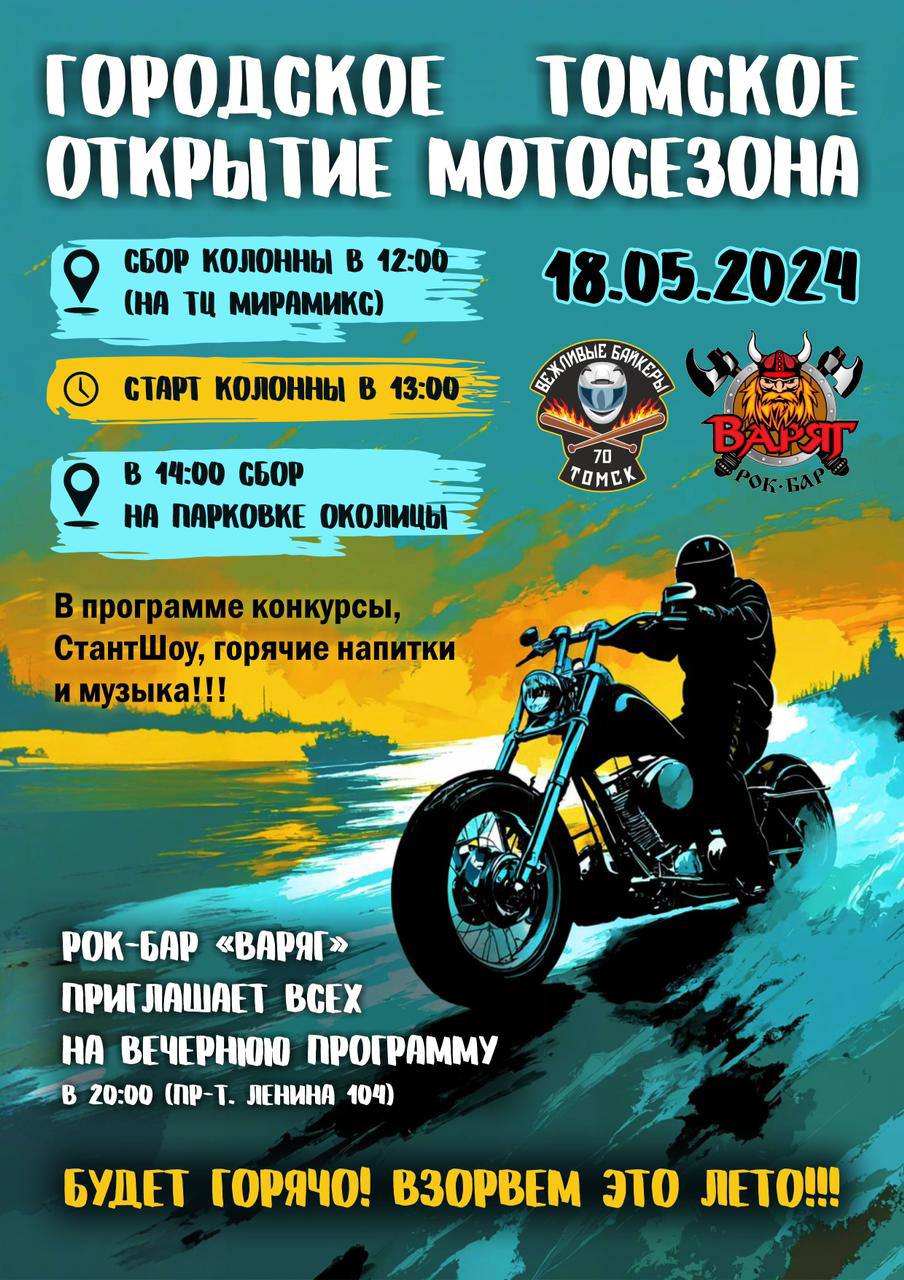 ГОРОДСКОЕ ТОМСКОЕ
ОТКРЫТИЕ МОТОСЕЗОНА
СБОР КОЛОННЫ В 12:00
(НА ТЦ МИРАМИКС)
18.05.2024
СТАРТ КОЛОННЫ В 13:00
ВЕЖЛИВЫЕ БАЙКЕРЫ
70
ТОМСК
ВАРЯГ
РОК·БАР
В 14:00 СБОР
НА ПАРКОВКЕ ОКОЛИЦЫ
В программе конкурсы,
СтантШоу, горячие напитки
и музыка!!!
РОК-БАР «ВАРЯГ»
ПРИГЛАШАЕТ ВСЕХ
НА ВЕЧЕРНЮЮ ПРОГРАММУ
В 20:00 (ПР-Т. ЛЕНИНА 104)
БУДЕТ ГОРЯЧО! ВЗОРВЕМ ЭТО ЛЕТО!!!